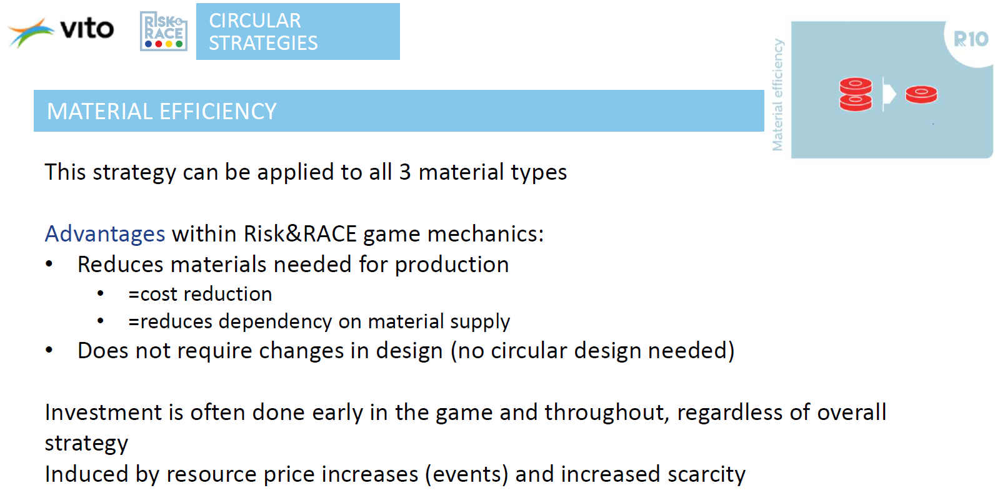 vito
RISK&
RACE
CIRCULAR
STRATEGIES
R10
Material efficiency
MATERIAL EFFICIENCY
This strategy can be applied to all 3 material types
Advantages within Risk&RACE game mechanics:
• Reduces materials needed for production
• =cost reduction
• =reduces dependency on material supply
• Does not require changes in design (no circular design needed)
Investment is often done early in the game and throughout, regardless of overall
strategy
Induced by resource price increases (events) and increased scarcity